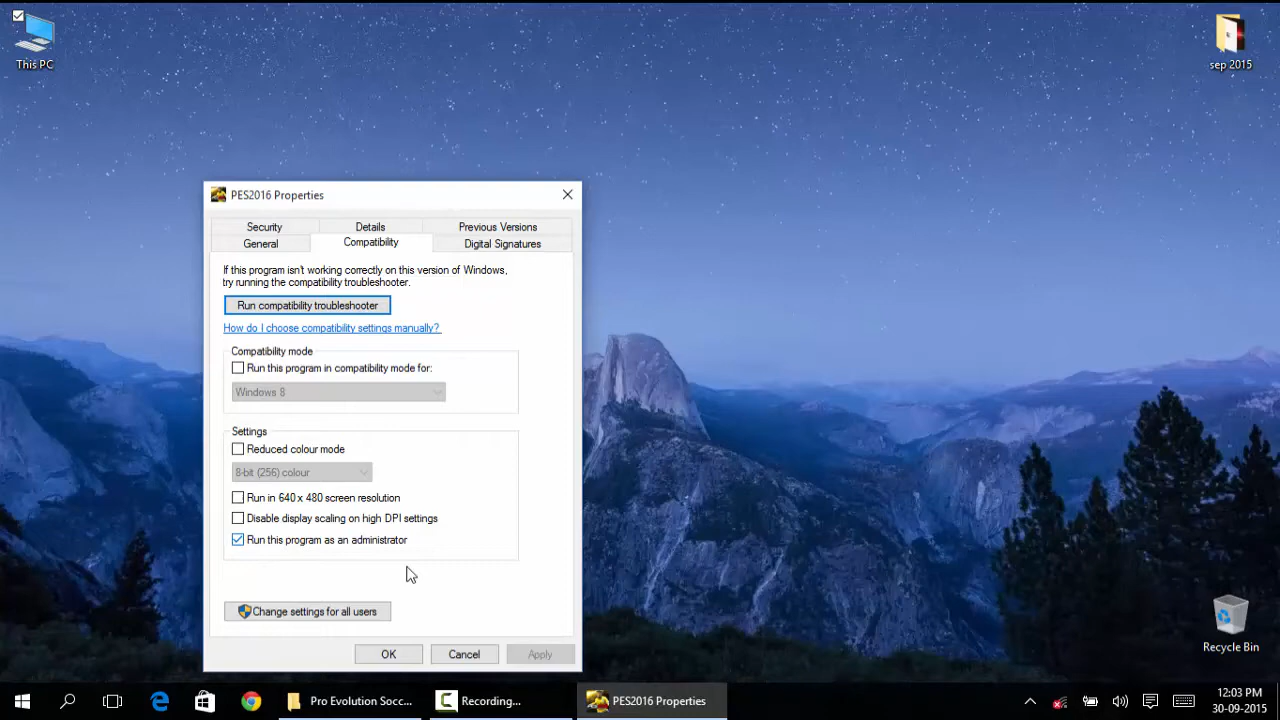 This PC
sep 2015
PES2016 Properties
Security
Details
Previous Versions
General
Compatibility
Digital Signatures
If this program isn't working correctly on this version of Windows,
try running the compatibility troubleshooter.
Run compatibility troubleshooter
How do I choose compatibility settings manually?
Compatibility mode
Run this program in compatibility mode for:
Windows 8
Settings
Reduced colour mode
8-bit (256) colour
Run in 640 x 480 screen resolution
Disable display scaling on high DPI settings
Run this program as an administrator
Change settings for all users
OK
Cancel
Apply
Recycle Bin
Pro Evolution Socc...
Recording...
PES2016 Properties
12:03 PM
30-09-2015